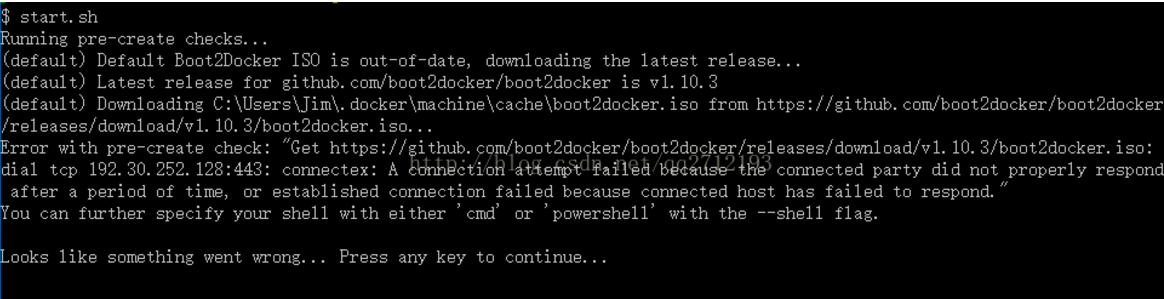 $ start.sh
Running pre-create checks...
(default) Default Boot2Docker ISO is out-of-date, downloading the latest release...
(default) Latest release for github.com/boot2docker/boot2docker is v1.10.3
(default) Downloading C:\Users\Jim\.docker\machine\cache\boot2docker.iso from https://github.com/boot2docker/boot2docker
/releases/download/v1.10.3/boot2docker.iso...
Error with pre-create check: "Get https://github.com/boot2docker/boot2docker/releases/download/v1.10.3/boot2docker.iso:
http://blog.csdn.net/qq2712193
dial tcp 192.30.252.128:443: connectex: A connection attempt failed because the connected party did not properly respond
after a period of time, or established connection failed because connected host has failed to respond."
You can further specify your shell with either 'cmd' or 'powershell' with the --shell flag.
Looks like something went wrong... Press any key to continue...